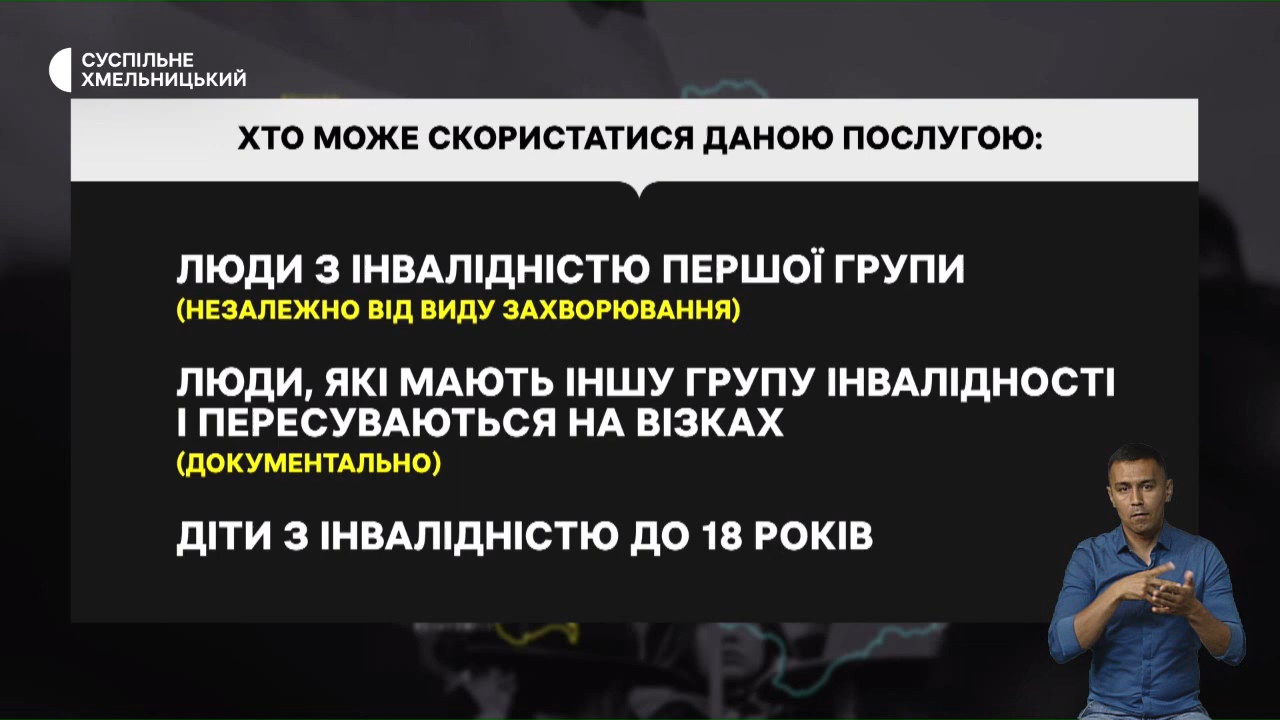 СУСПІЛЬНЕ
ХМЕЛЬНИЦЬКИЙ
ХТО МОЖЕ СКОРИСТАТИСЯ ДАНОЮ ПОСЛУГОЮ:
ЛЮДИ З ІНВАЛІДНІСТЮ ПЕРШОЇ ГРУПИ
(НЕЗАЛЕЖНО ВІД ВИДУ ЗАХВОРЮВАННЯ)
ЛЮДИ, ЯКІ МАЮТЬ ІНШУ ГРУПУ ІНВАЛІДНОСТІ
І ПЕРЕСУВАЮТЬСЯ НА ВІЗКАХ
(ДОКУМЕНТАЛЬНО)
ДІТИ З ІНВАЛІДНІСТЮ ДО 18 РОКІВ